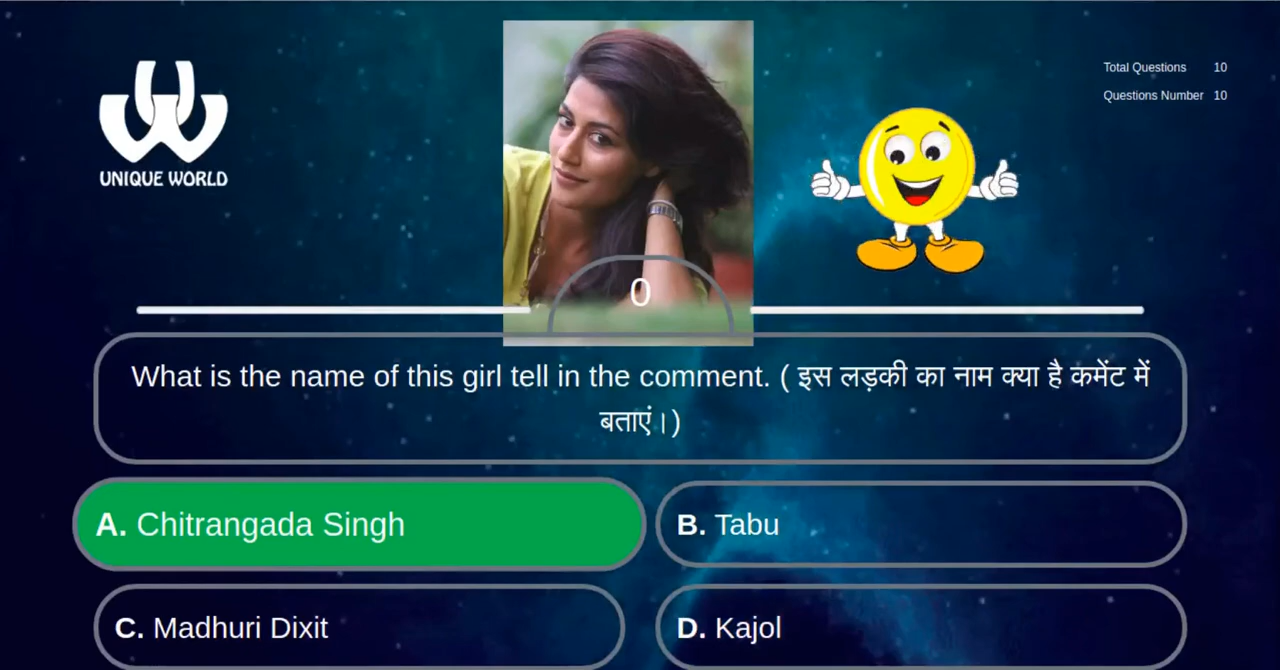 UNIQUE WORLD
Total Questions 10
Questions Number 10
0
What is the name of this girl tell in the comment. ( इस लड़की का नाम क्या है कमेंट में
बताएं।)
A. Chitrangada Singh
B. Tabu
C. Madhuri Dixit
D. Kajol